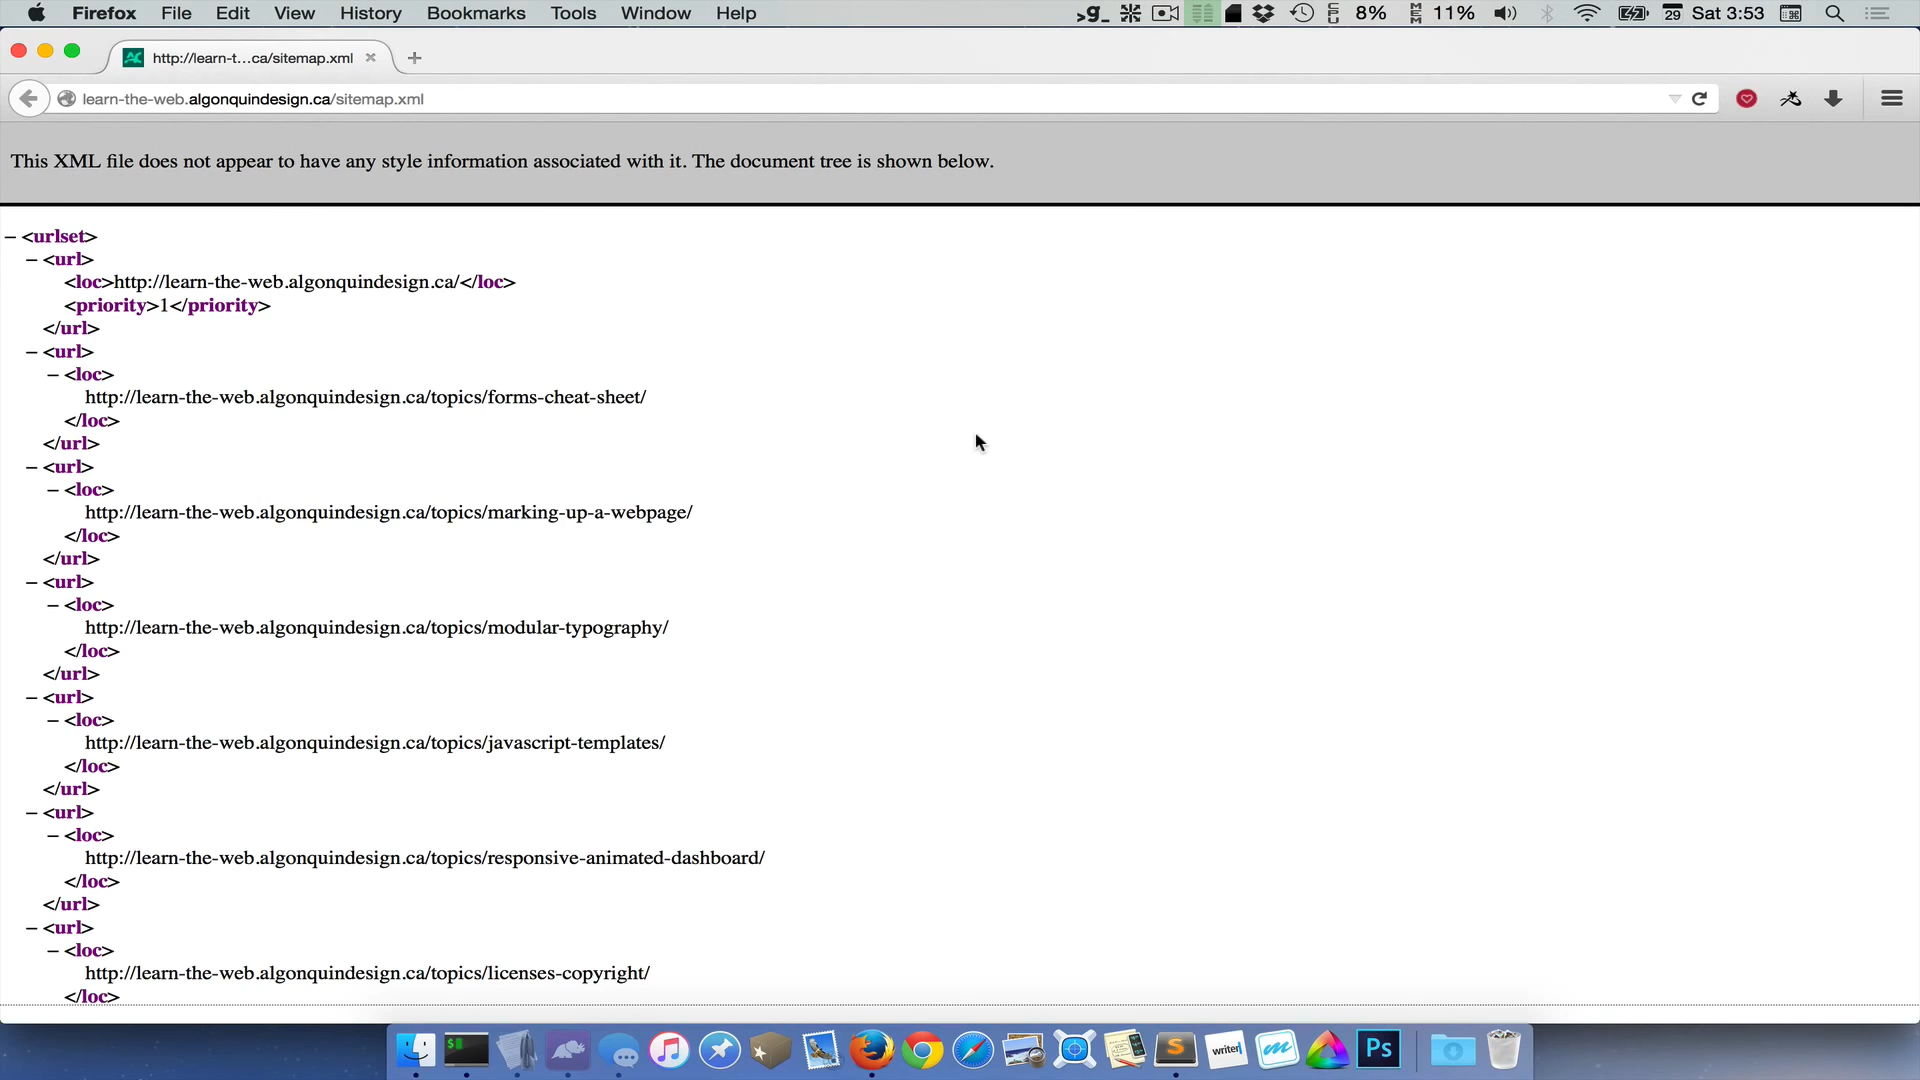 Firefox File Edit View History Bookmarks Tools Window Help >g_ CPU 8% MEM 11% 29 Sat 3:53
AC http://learn-t...ca/sitemap.xml
learn-the-web.algonquindesign.ca/sitemap.xml
This XML file does not appear to have any style information associated with it. The document tree is shown below.
– <urlset>
– <url>
<loc>http://learn-the-web.algonquindesign.ca/</loc>
<priority>1</priority>
</url>
– <url>
– <loc>
http://learn-the-web.algonquindesign.ca/topics/forms-cheat-sheet/
</loc>
</url>
– <url>
– <loc>
http://learn-the-web.algonquindesign.ca/topics/marking-up-a-webpage/
</loc>
</url>
– <url>
– <loc>
http://learn-the-web.algonquindesign.ca/topics/modular-typography/
</loc>
</url>
– <url>
– <loc>
http://learn-the-web.algonquindesign.ca/topics/javascript-templates/
</loc>
</url>
– <url>
– <loc>
http://learn-the-web.algonquindesign.ca/topics/responsive-animated-dashboard/
</loc>
</url>
– <url>
– <loc>
http://learn-the-web.algonquindesign.ca/topics/licenses-copyright/
</loc>
$ S writer m Ps